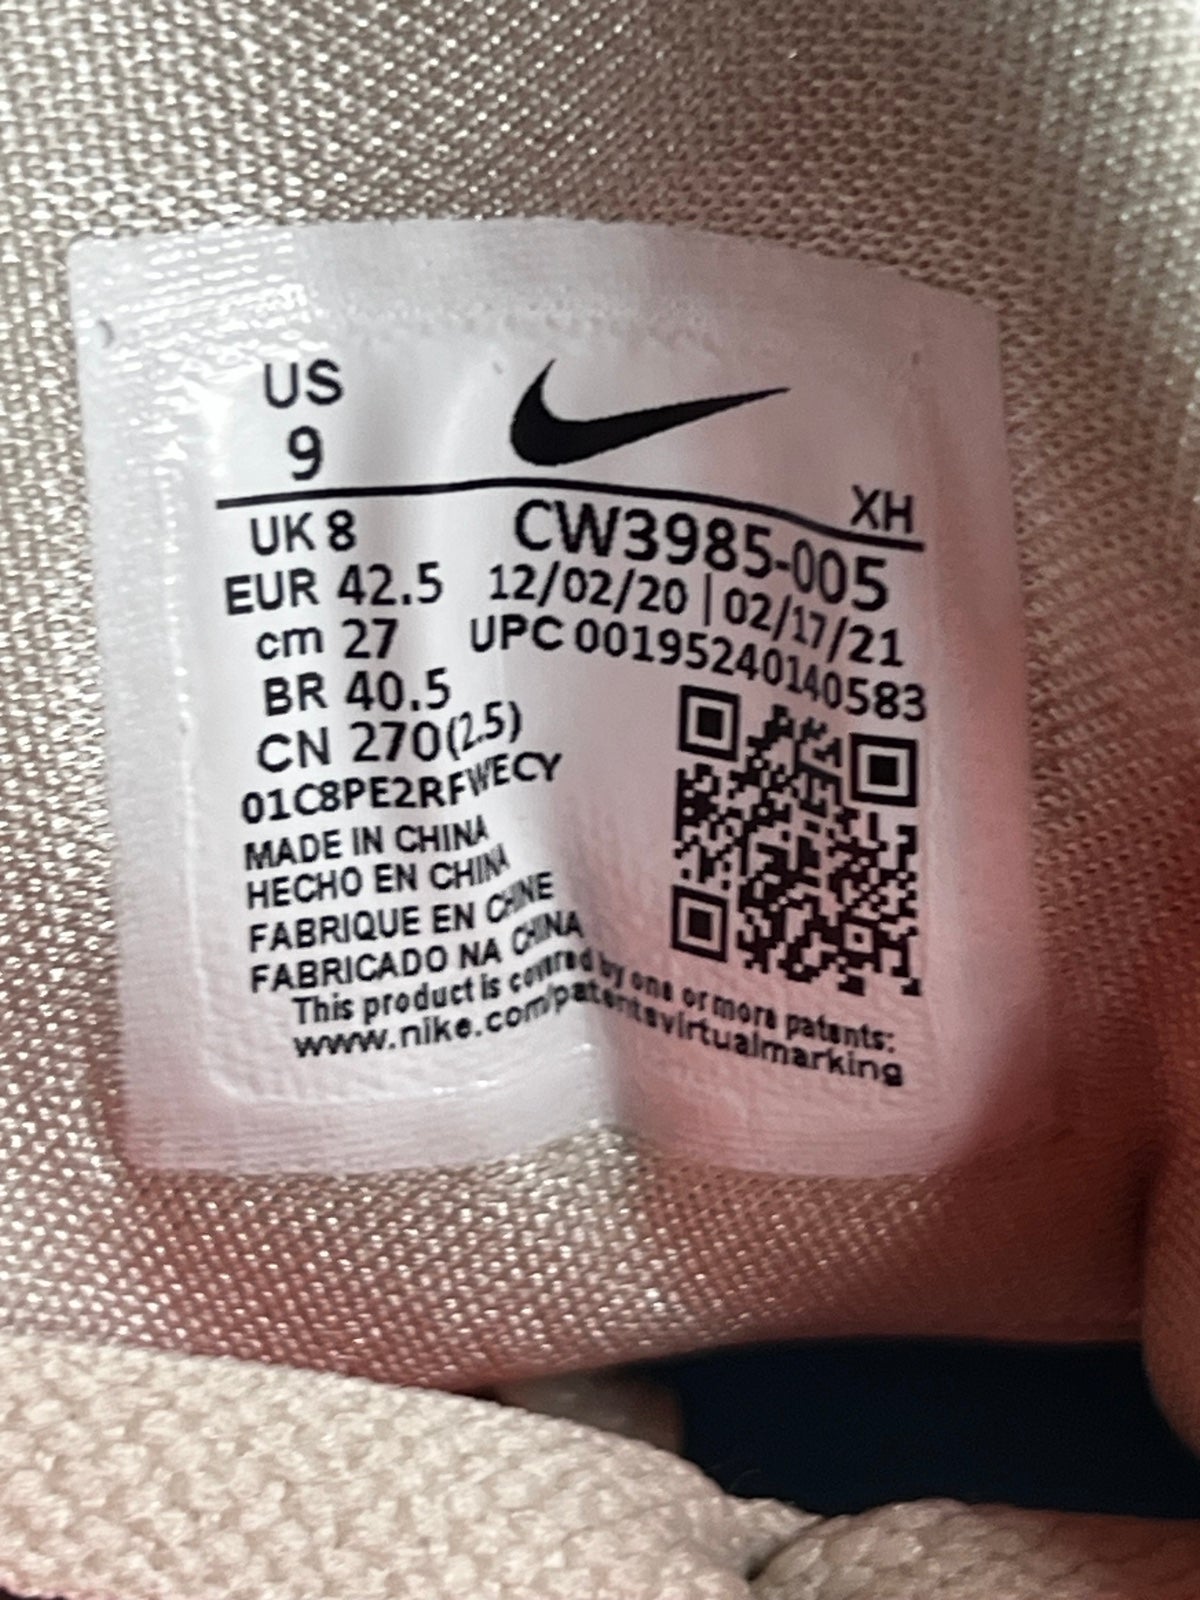 US
9
XH
UK 8
CW3985-005
EUR 42.5
12/02/20 | 02/17/21
cm 27
UPC 00195240140583
BR 40.5
CN 270(2.5)
01C8PE2RFWECY
MADE IN CHINA
HECHO EN CHINA
FABRIQUE EN CHINE
FABRICADO NA CHINA
This product is covered by one or more patents:
www.nike.com/patentsvirtualmarking